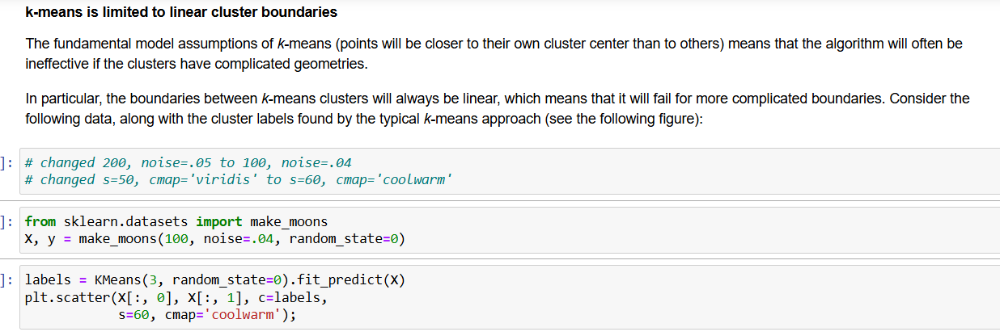 k-means is limited to linear cluster boundaries
The fundamental model assumptions of k-means (points will be closer to their own cluster center than to others) means that the algorithm will often be
ineffective if the clusters have complicated geometries.
In particular, the boundaries between k-means clusters will always be linear, which means that it will fail for more complicated boundaries. Consider the
following data, along with the cluster labels found by the typical k-means approach (see the following figure):
]: # changed 200, noise=.05 to 100, noise=.04
# changed s=50, cmap='viridis' to s=60, cmap='coolwarm'
]: from sklearn.datasets import make_moons
X, y = make_moons(100, noise=.04, random_state=0)
]: labels = KMeans(3, random_state=0).fit_predict(X)
plt.scatter(X[:, 0], X[:, 1], c=labels,
s=60, cmap='coolwarm');